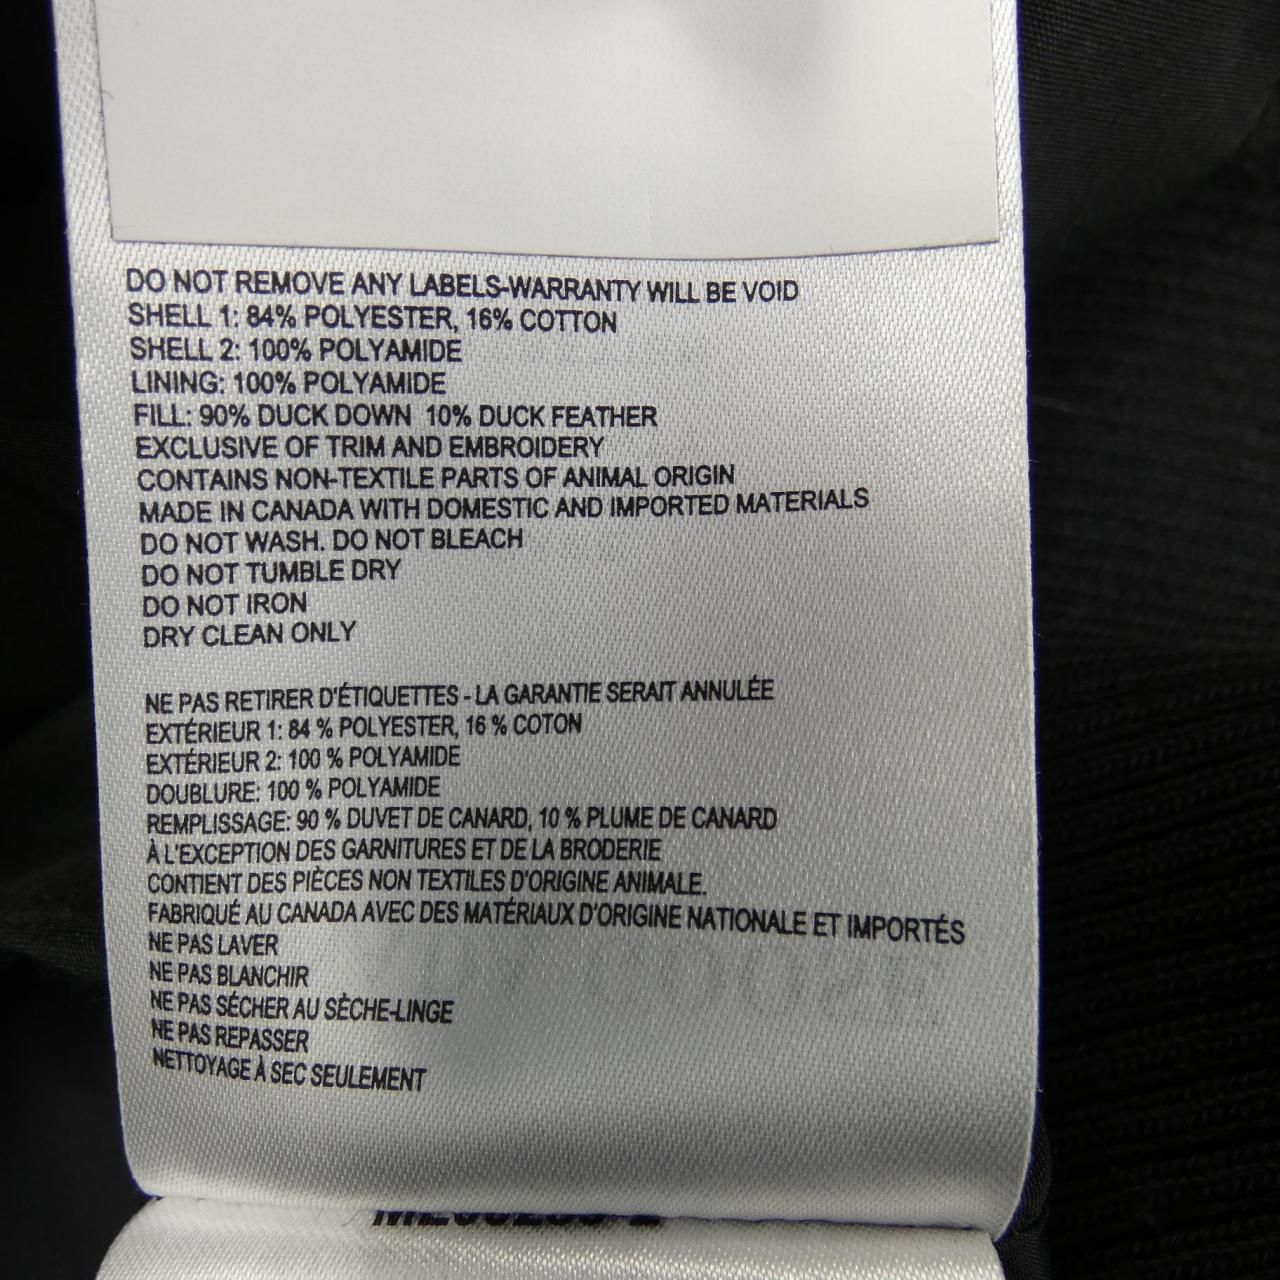 DO NOT REMOVE ANY LABELS-WARRANTY WILL BE VOID
SHELL 1: 84% POLYESTER, 16% COTTON
SHELL 2: 100% POLYAMIDE
LINING: 100% POLYAMIDE
FILL: 90% DUCK DOWN 10% DUCK FEATHER
EXCLUSIVE OF TRIM AND EMBROIDERY
CONTAINS NON-TEXTILE PARTS OF ANIMAL ORIGIN
MADE IN CANADA WITH DOMESTIC AND IMPORTED MATERIALS
DO NOT WASH. DO NOT BLEACH
DO NOT TUMBLE DRY
DO NOT IRON
DRY CLEAN ONLY
NE PAS RETIRER D'ÉTIQUETTES - LA GARANTIE SERAIT ANNULÉE
EXTÉRIEUR 1: 84 % POLYESTER, 16 % COTON
EXTÉRIEUR 2: 100 % POLYAMIDE
DOUBLURE: 100 % POLYAMIDE
REMPLISSAGE: 90 % DUVET DE CANARD, 10 % PLUME DE CANARD
À L'EXCEPTION DES GARNITURES ET DE LA BRODERIE
CONTIENT DES PIÈCES NON TEXTILES D'ORIGINE ANIMALE.
FABRIQUÉ AU CANADA AVEC DES MATÉRIAUX D'ORIGINE NATIONALE ET IMPORTÉS
NE PAS LAVER
NE PAS BLANCHIR
NE PAS SÉCHER AU SÈCHE-LINGE
NE PAS REPASSER
NETTOYAGE À SEC SEULEMENT